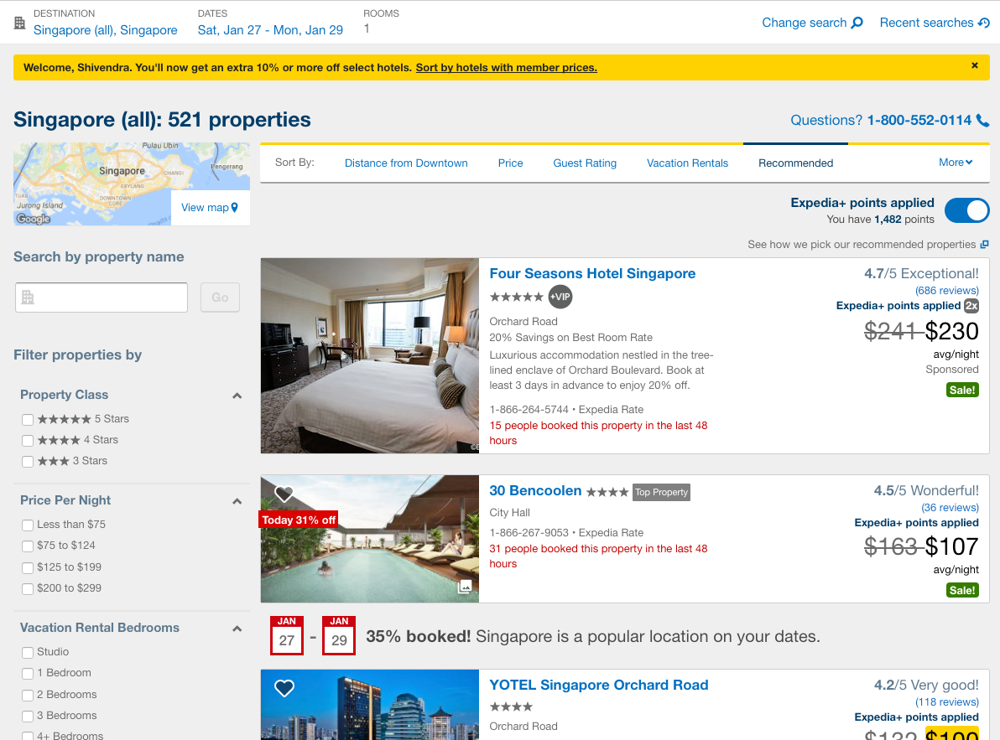 DESTINATION
Singapore (all), Singapore
DATES
Sat, Jan 27 - Mon, Jan 29
ROOMS
1
Change search
Recent searches
Welcome, Shivendra. You'll now get an extra 10% or more off select hotels. Sort by hotels with member prices.
Singapore (all): 521 properties
Questions? 1-800-552-0114
Pulau Ubin
Singapore
CHANGI
Pengerang
GEYLANG
TUAS
DOWNTOWN
CORE
Jurong Island
Google
View map
Sort By:
Distance from Downtown
Price
Guest Rating
Vacation Rentals
Recommended
More
Expedia+ points applied
You have 1,482 points
See how we pick our recommended properties
Search by property name
Go
Filter properties by
Property Class
5 Stars
4 Stars
3 Stars
Price Per Night
Less than $75
$75 to $124
$125 to $199
$200 to $299
Vacation Rental Bedrooms
Studio
1 Bedroom
2 Bedrooms
3 Bedrooms
4+ Bedrooms
Four Seasons Hotel Singapore
+VIP
Orchard Road
20% Savings on Best Room Rate
Luxurious accommodation nestled in the tree-
lined enclave of Orchard Boulevard. Book at
least 3 days in advance to enjoy 20% off.
1-866-264-5744 • Expedia Rate
15 people booked this property in the last 48
hours
4.7/5 Exceptional!
(686 reviews)
Expedia+ points applied 2x
$241 $230
avg/night
Sponsored
Sale!
Today 31% off
30 Bencoolen
Top Property
City Hall
1-866-267-9053 • Expedia Rate
31 people booked this property in the last 48
hours
4.5/5 Wonderful!
(36 reviews)
Expedia+ points applied
$163 $107
avg/night
Sale!
JAN
27
-
JAN
29
35% booked! Singapore is a popular location on your dates.
YOTEL Singapore Orchard Road
Orchard Road
4.2/5 Very good!
(118 reviews)
Expedia+ points applied
$132 $100